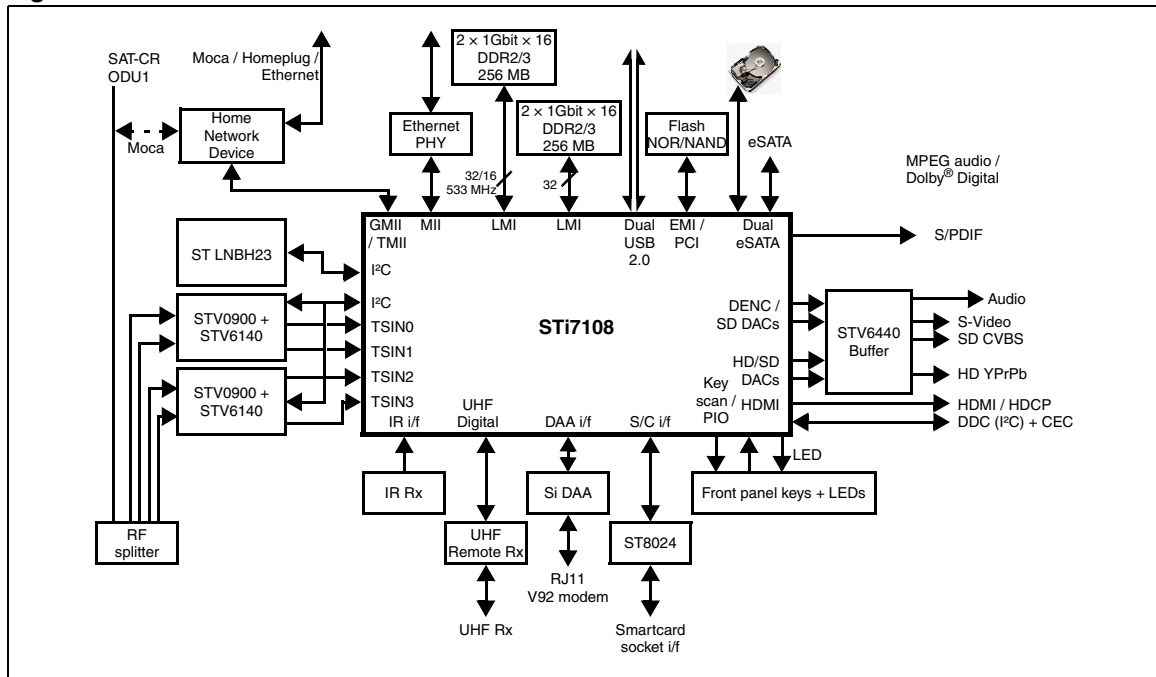 SAT-CR
ODU1
Moca / Homeplug /
Ethernet
Moca
Home
Network
Device
Ethernet
PHY
2 × 1Gbit × 16
DDR2/3
256 MB
2 × 1Gbit × 16
DDR2/3
256 MB
Flash
NOR/NAND
eSATA
MPEG audio /
Dolby® Digital
32/16
533 MHz
32
GMII
/ TMII
MII
LMI
LMI
Dual
USB
2.0
EMI /
PCI
Dual
eSATA
S/PDIF
ST LNBH23
I²C
I²C
STV0900 +
STV6140
TSIN0
TSIN1
STV0900 +
STV6140
TSIN2
TSIN3
STi7108
DENC /
SD DACs
HD/SD
DACs
STV6440
Buffer
Audio
S-Video
SD CVBS
HD YPrPb
HDMI
HDMI / HDCP
DDC (I²C) + CEC
Key
scan /
PIO
IR i/f
UHF
Digital
DAA i/f
S/C i/f
LED
IR Rx
Si DAA
Front panel keys + LEDs
RF
splitter
UHF
Remote Rx
ST8024
RJ11
V92 modem
UHF Rx
Smartcard
socket i/f